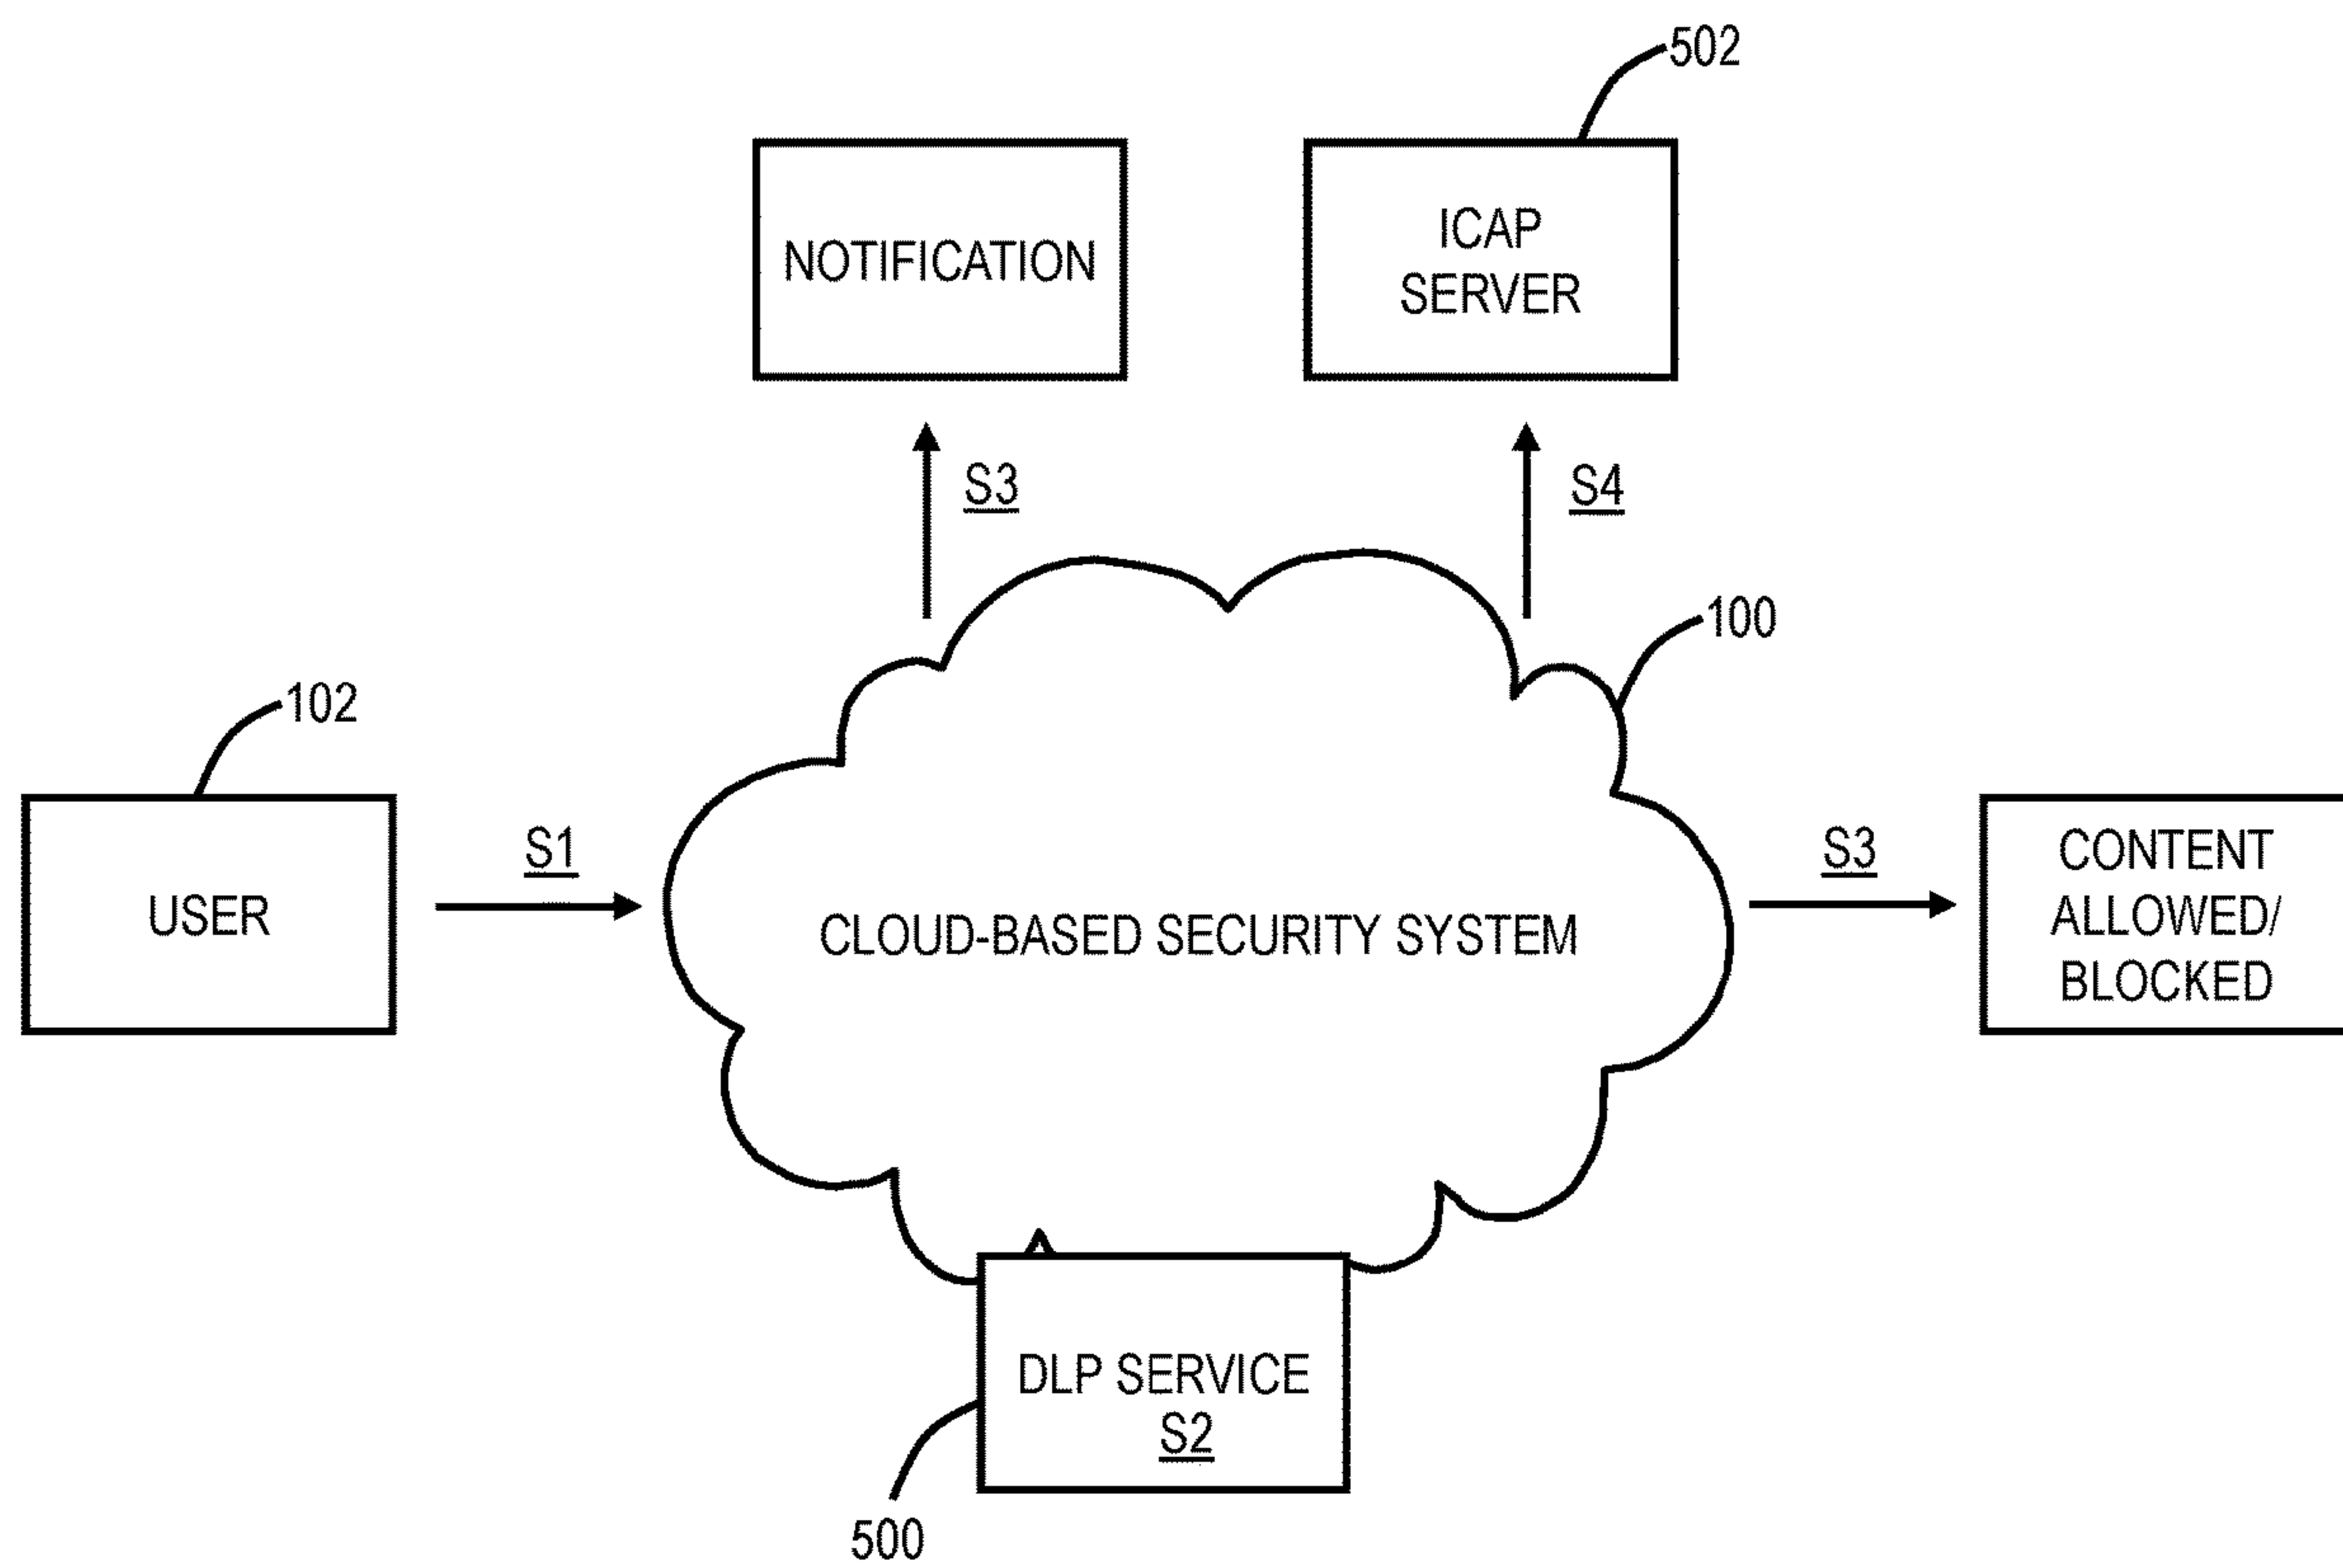 502
NOTIFICATION
ICAP
SERVER
S3
S4
100
102
USER
S1
CLOUD-BASED SECURITY SYSTEM
S3
CONTENT
ALLOWED/
BLOCKED
DLP SERVICE
S2
500